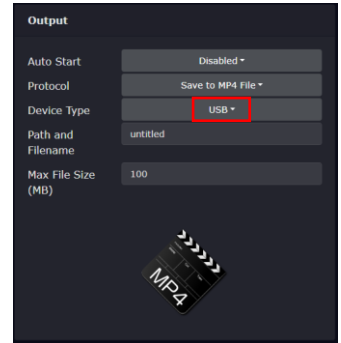 Output
Auto Start
Disabled
Protocol
Save to MP4 File
Device Type
USB
Path and
Filename
untitled
Max File Size
(MB)
100
MP4